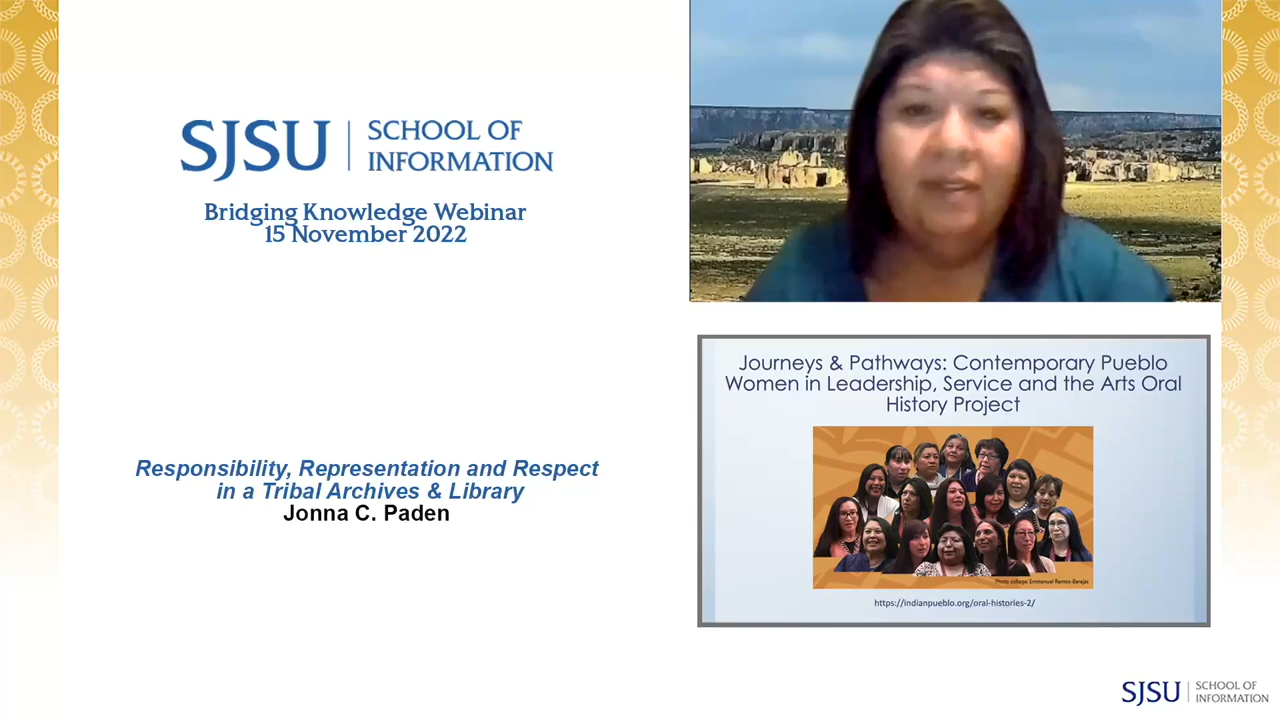 SJSU SCHOOL OF INFORMATION
Bridging Knowledge Webinar
15 November 2022
Responsibility, Representation and Respect
in a Tribal Archives & Library
Jonna C. Paden
Journeys & Pathways: Contemporary Pueblo
Women in Leadership, Service and the Arts Oral
History Project
Photo collage: Emmanuel Ramos-Barajas
https://indianpueblo.org/oral-histories-2/
SJSU SCHOOL OF INFORMATION